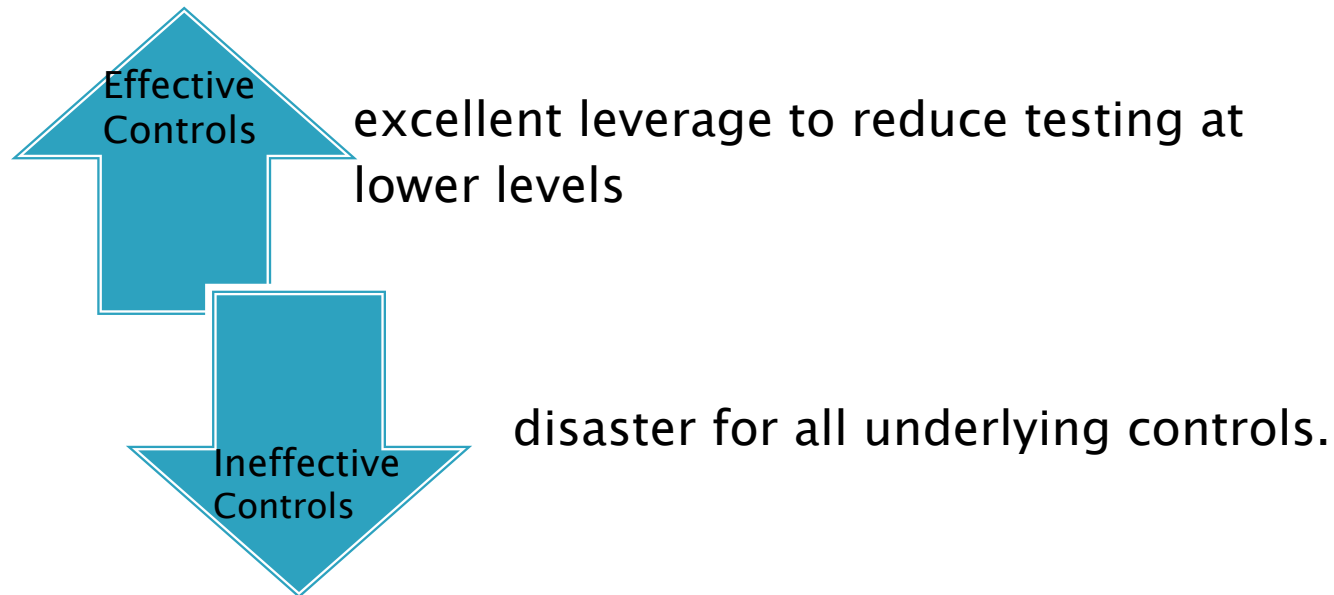 Effective
Controls
excellent leverage to reduce testing at
lower levels
disaster for all underlying controls.
Ineffective
Controls